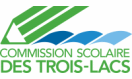 COMMISSION SCOLAIRE
DES TROIS-LACS